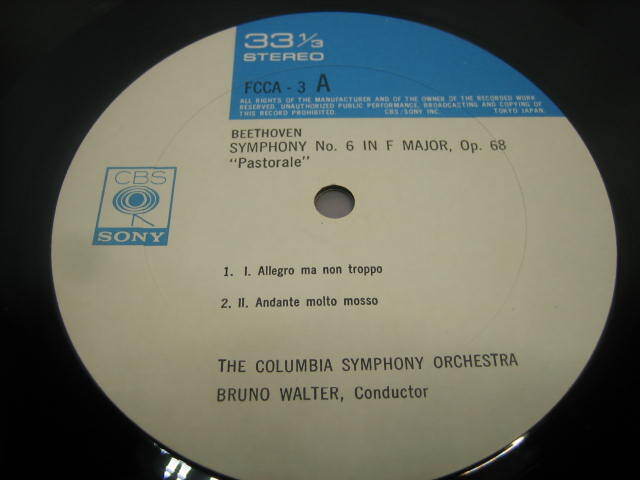 33 1/3
STEREO
FCCA - 3 A
ALL RIGHTS OF THE MANUFACTURER AND OF THE OWNER OF THE RECORDED WORK
RESERVED. UNAUTHORIZED PUBLIC PERFORMANCE, BROADCASTING AND COPYING OF
THIS RECORD PROHIBITED. CBS/SONY INC. TOKYO JAPAN.
BEETHOVEN
SYMPHONY No. 6 IN F MAJOR, Op. 68
"Pastorale"
CBS
SONY
1. I. Allegro ma non troppo
2. II. Andante molto mosso
THE COLUMBIA SYMPHONY ORCHESTRA
BRUNO WALTER, Conductor